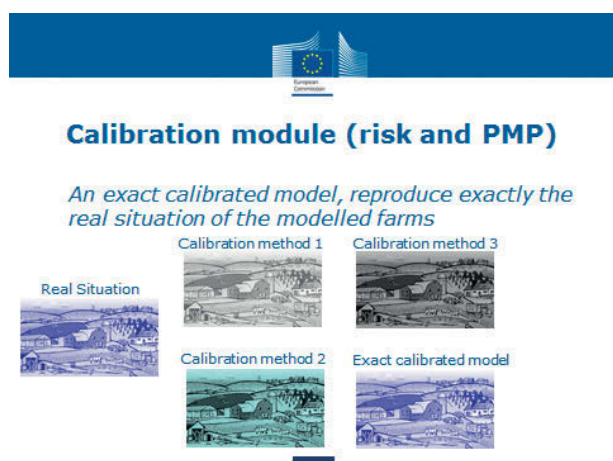 European
Commission
Calibration module (risk and PMP)
An exact calibrated model, reproduce exactly the
real situation of the modelled farms
Calibration method 1
Calibration method 3
Real Situation
Calibration method 2
Exact calibrated model